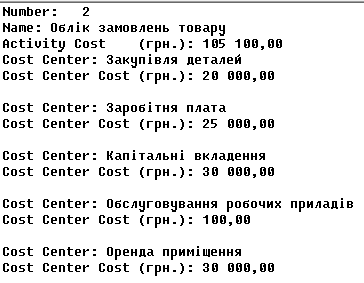 Number: 2
Name: Облік замовлень товару
Activity Cost (грн.): 105 100,00
Cost Center: Закупівля деталей
Cost Center Cost (грн.): 20 000,00
Cost Center: Заробітня плата
Cost Center Cost (грн.): 25 000,00
Cost Center: Капітальні вкладення
Cost Center Cost (грн.): 30 000,00
Cost Center: Обслуговування робочих приладів
Cost Center Cost (грн.): 100,00
Cost Center: Оренда приміщення
Cost Center Cost (грн.): 30 000,00